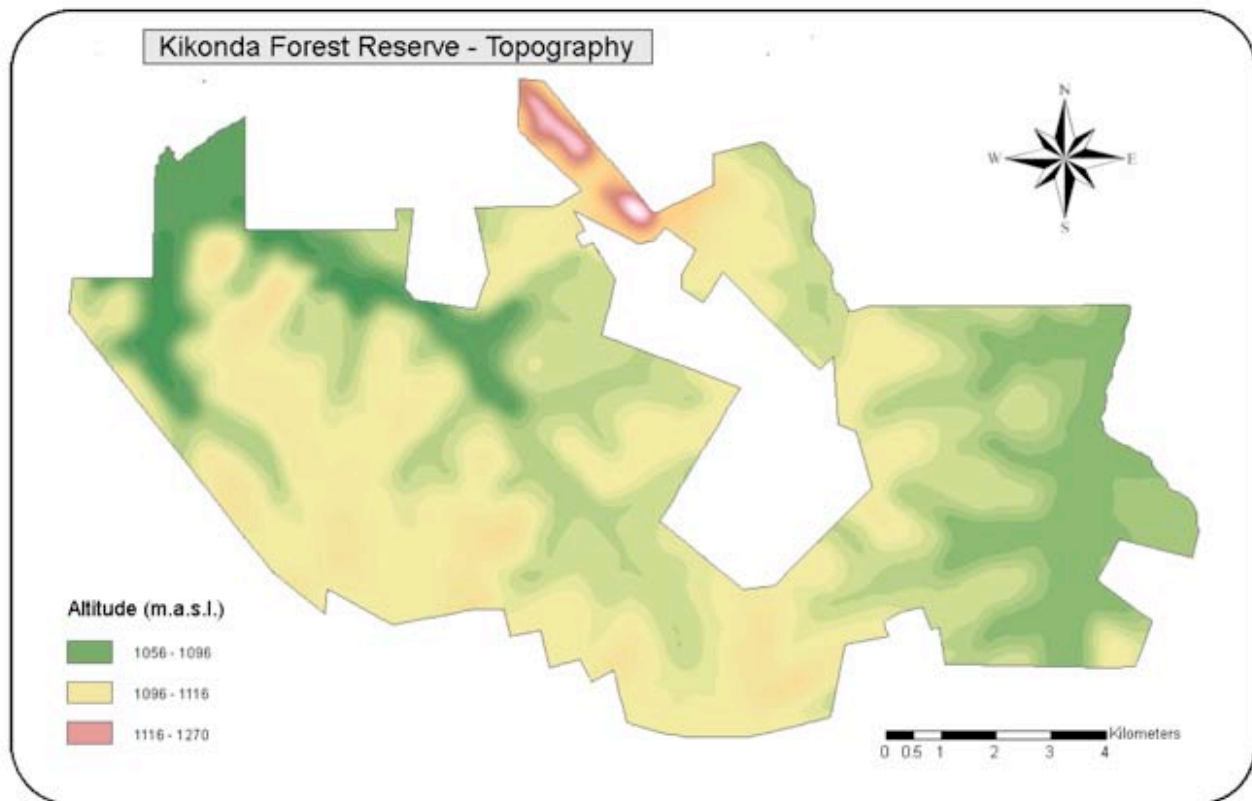 Kikonda Forest Reserve - Topography
N
W E
S
Altitude (m.a.s.l.)
1056 - 1096
1096 - 1116
1116 - 1270
Kilometers
0 0.5 1 2 3 4